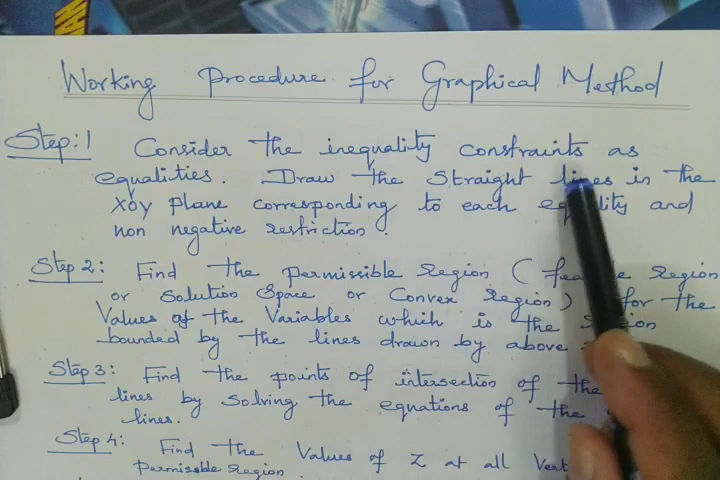 Working Procedure for Graphical Method
Step:1 Consider the inequality constraints as
equalities. Draw the Straight lines in the
XOY plane corresponding to each and
non negative restriction.
Step 2: Find the permissible region ( region
or Solution Space or Convex region) for the
Values of the Variables which is the
bounded by the lines drawn by above
Step 3: Find the points of intersection of the
lines by Solving the equations of the
lines.
Step 4: Find the Values of Z at all
Permissible region.